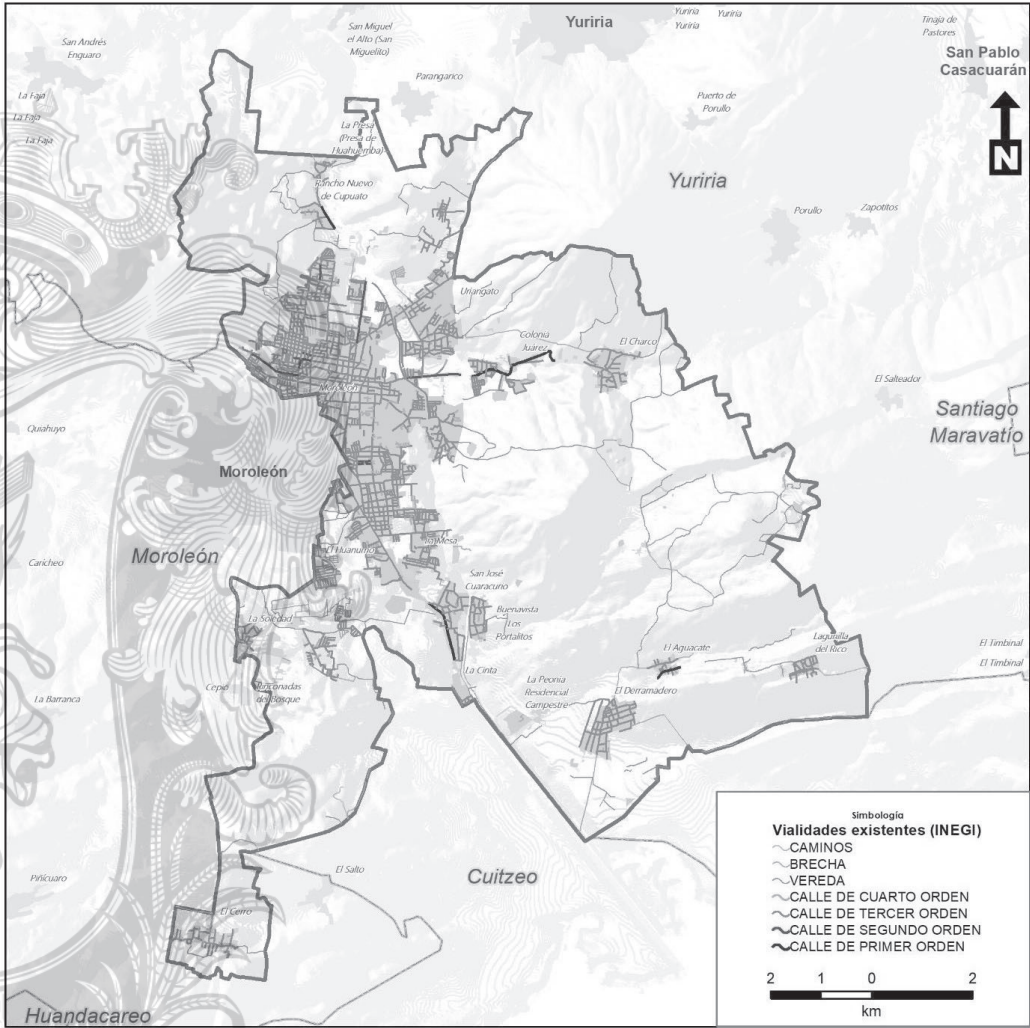 San Miguel
el Alto (San
Miguelito)
Yuriria
Yuriria
Yuriria
Yuriria
Tinaja de
Pastores
San Andrés
Enguaro
San Pablo
Casacuarán
Parangarico
La Faja
La Faja
La Faja
Puerto de
Porullo
La Presa
(Presa de
Huahuemba)
N
Rancho Nuevo
de Cupuato
Yuriria
Porullo
Zapotitos
Uriangato
Colonia
Juárez
El Charco
El Salteador
Moroleón
Santiago
Maravatío
Quiahuyo
Moroleón
Moroleón
El Huanumo
La Mesa
Caricheo
San José
Cuaracurio
Buenavista
Los
Portalitos
La Soledad
El Aguacate
Lagunilla
del Rico
El Timbinal
El Timbinal
La Cinta
La Barranca
Cepio
Rinconadas
del Bosque
La Peonia
Residencial
Campestre
El Derramadero
Piñícuaro
El Salto
Cuitzeo
El Cerro
Huandacareo
Simbología
Vialidades existentes (INEGI)
CAMINOS
BRECHA
VEREDA
CALLE DE CUARTO ORDEN
CALLE DE TERCER ORDEN
CALLE DE SEGUNDO ORDEN
CALLE DE PRIMER ORDEN
2 1 0 2
km